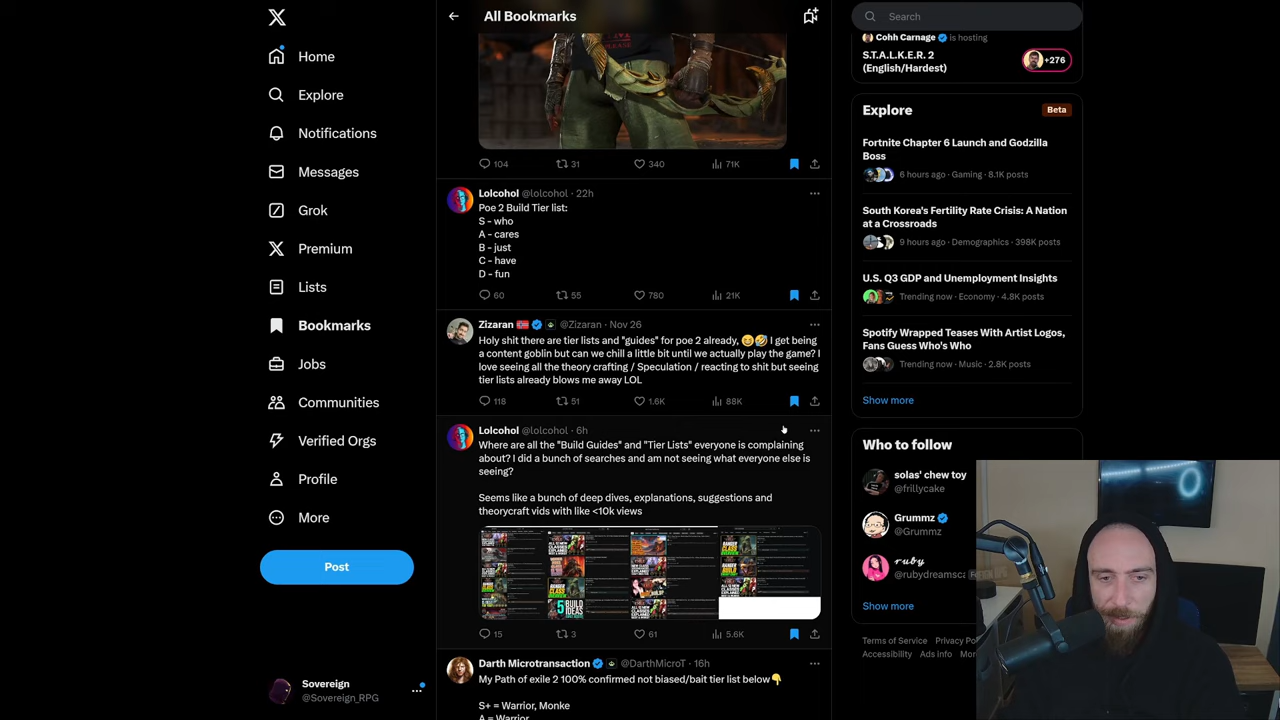 All Bookmarks
Search
Home
Explore
Notifications
Messages
Grok
Premium
Lists
Bookmarks
Jobs
Communities
Verified Orgs
Profile
More
Post
Sovereign
@Sovereign_RPG
104
31
340
71K
Lolcohol @lolcohol · 22h
Poe 2 Build Tier list:
S - who
A - cares
B - just
C - have
D - fun
60
55
780
21K
Zizaran @Zizaran · Nov 26
Holy shit there are tier lists and "guides" for poe 2 already, 😆🤣 I get being
a content goblin but can we chill a little bit until we actually play the game? I
love seeing all the theory crafting / Speculation / reacting to shit but seeing
tier lists already blows me away LOL
118
51
1.6K
88K
Lolcohol @lolcohol · 6h
Where are all the "Build Guides" and "Tier Lists" everyone is complaining
about? I did a bunch of searches and am not seeing what everyone else is
seeing?
Seems like a bunch of deep dives, explanations, suggestions and
theorycraft vids with like <10k views
5 BUILD
IDEAS
15
3
61
5.6K
Darth Microtransaction @DarthMicroT · 16h
My Path of exile 2 100% confirmed not biased/bait tier list below👇
S+ = Warrior, Monke
A = Warrior
Cohh Carnage is hosting
S.T.A.L.K.E.R. 2
(English/Hardest)
+276
Explore
Beta
Fortnite Chapter 6 Launch and Godzilla
Boss
6 hours ago · Gaming · 8.1K posts
South Korea's Fertility Rate Crisis: A Nation
at a Crossroads
9 hours ago · Demographics · 398K posts
U.S. Q3 GDP and Unemployment Insights
Trending now · Economy · 4.8K posts
Spotify Wrapped Teases With Artist Logos,
Fans Guess Who's Who
Trending now · Music · 2.8K posts
Show more
Who to follow
solas' chew toy
@frillycake
Grummz
@Grummz
ruby
@rubydreamsca
Show more
Terms of Service Privacy Po
Accessibility Ads info Mor